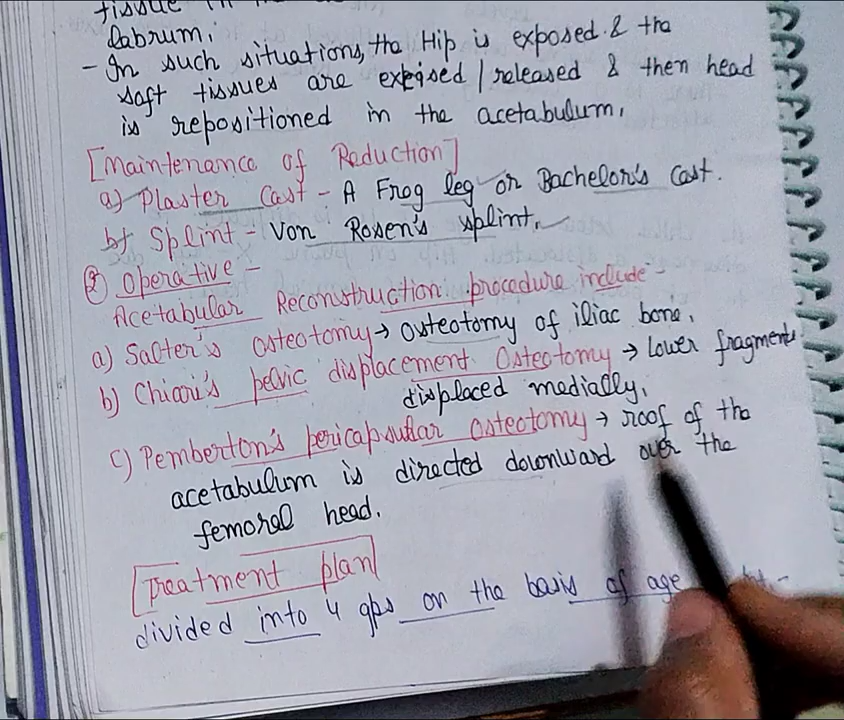 tissue in
labrum.
- In such situations, the Hip is exposed & the
soft tissues are excised / released & then head
is repositioned in the acetabulum.
[Maintenance of Reduction]
a) Plaster Cast - A Frog leg or Bachelor's Cast.
b) Splint - Von Rosen's splint.
② Operative -
Acetabular Reconstruction procedure include -
a) Salter's osteotomy → osteotomy of iliac bone.
b) Chiari's pelvic displacement Osteotomy → Lower fragments
displaced medially.
c) Pemberton's pericapsular osteotomy → roof of the
acetabulum is directed downward over the
femoral head.
[Treatment plan]
divided into 4 gps on the basis of age